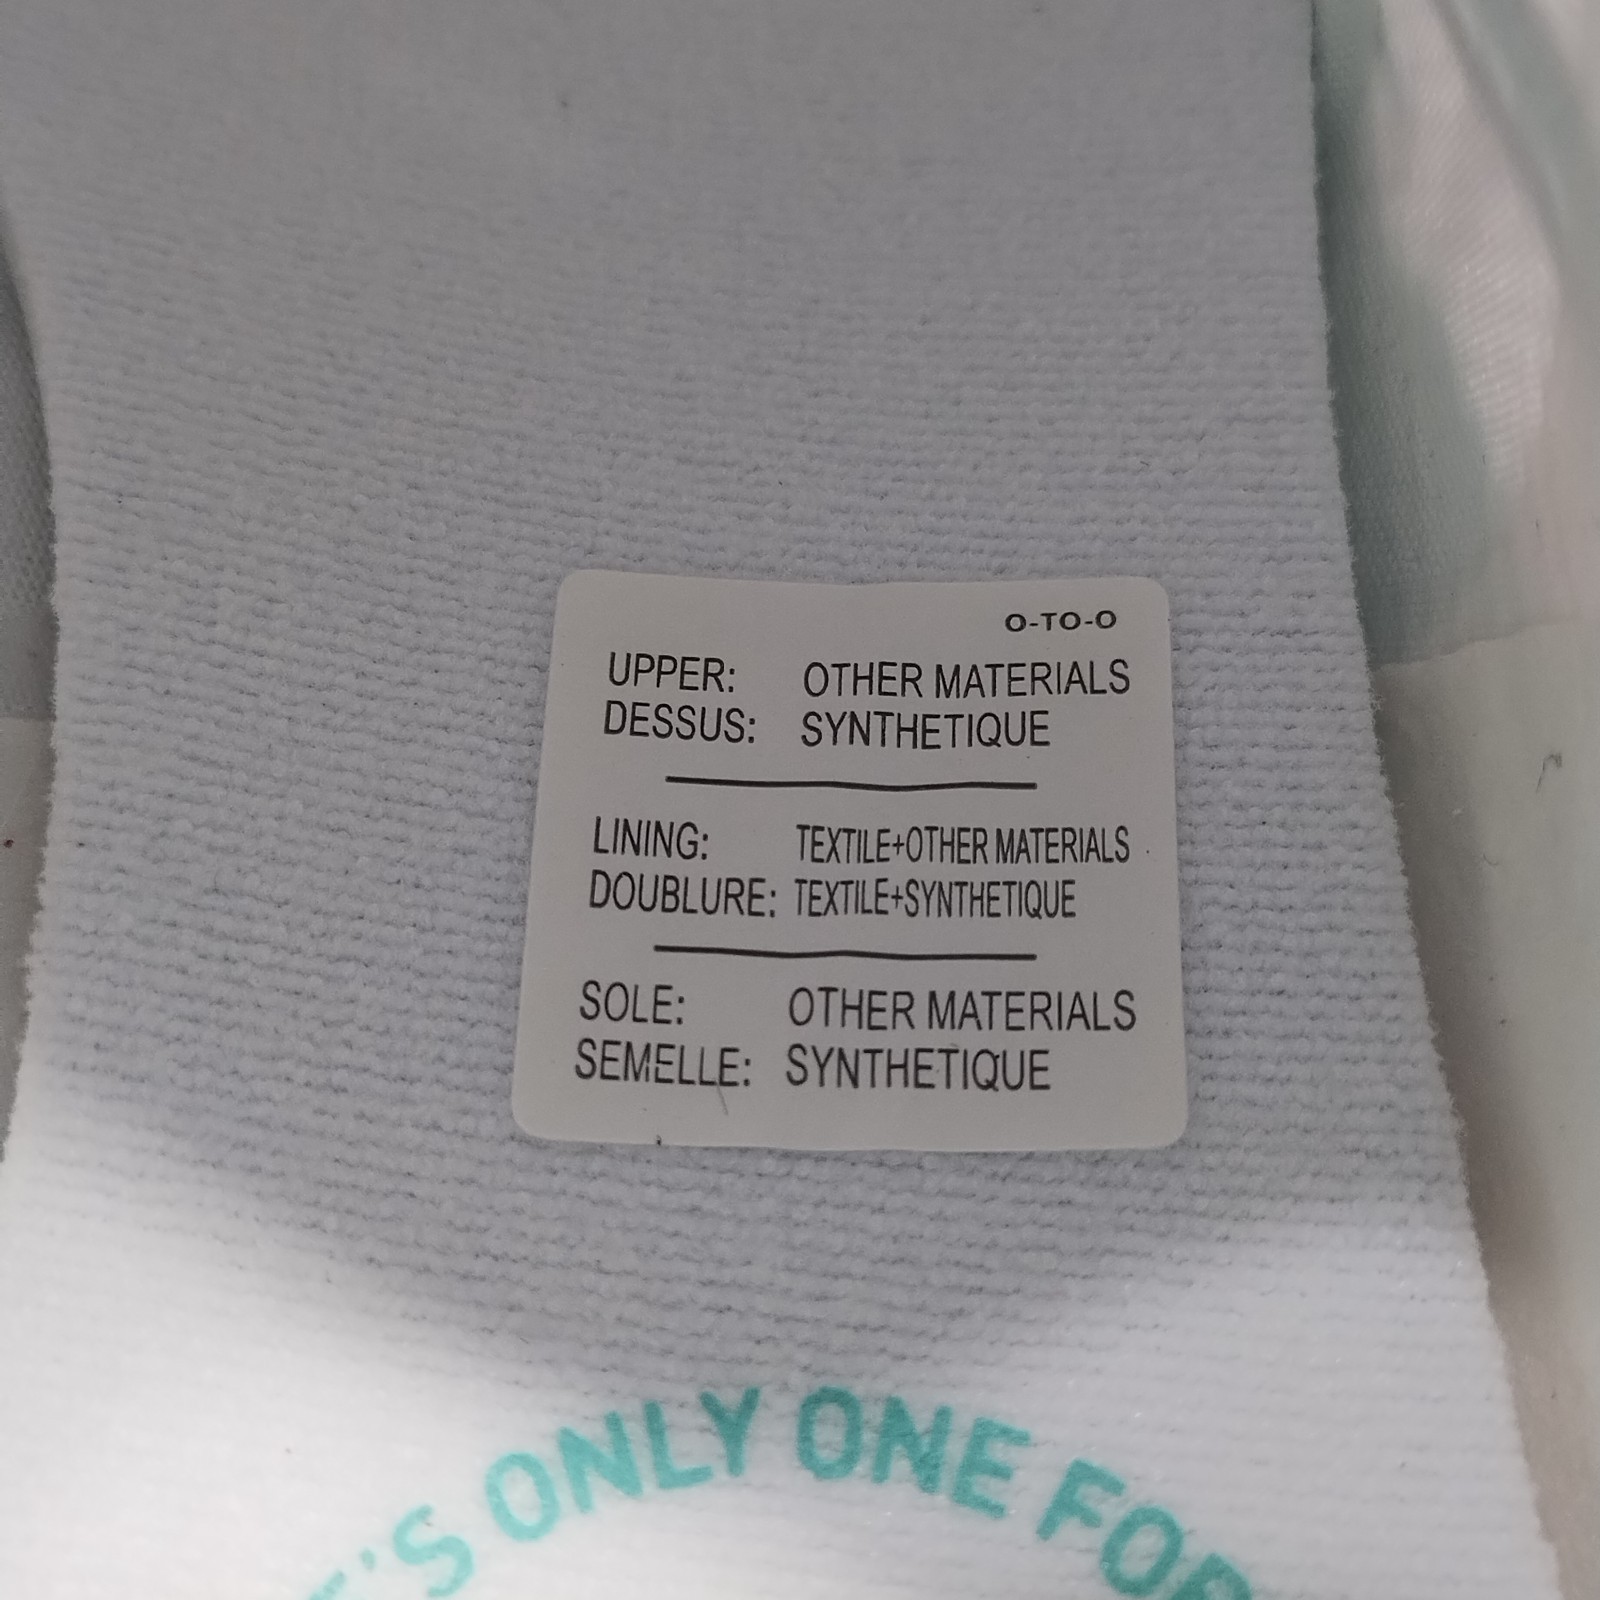 O-TO-O
UPPER: OTHER MATERIALS
DESSUS: SYNTHETIQUE
LINING: TEXTILE+OTHER MATERIALS
DOUBLURE: TEXTILE+SYNTHETIQUE
SOLE: OTHER MATERIALS
SEMELLE: SYNTHETIQUE
ONLY ONE FOR